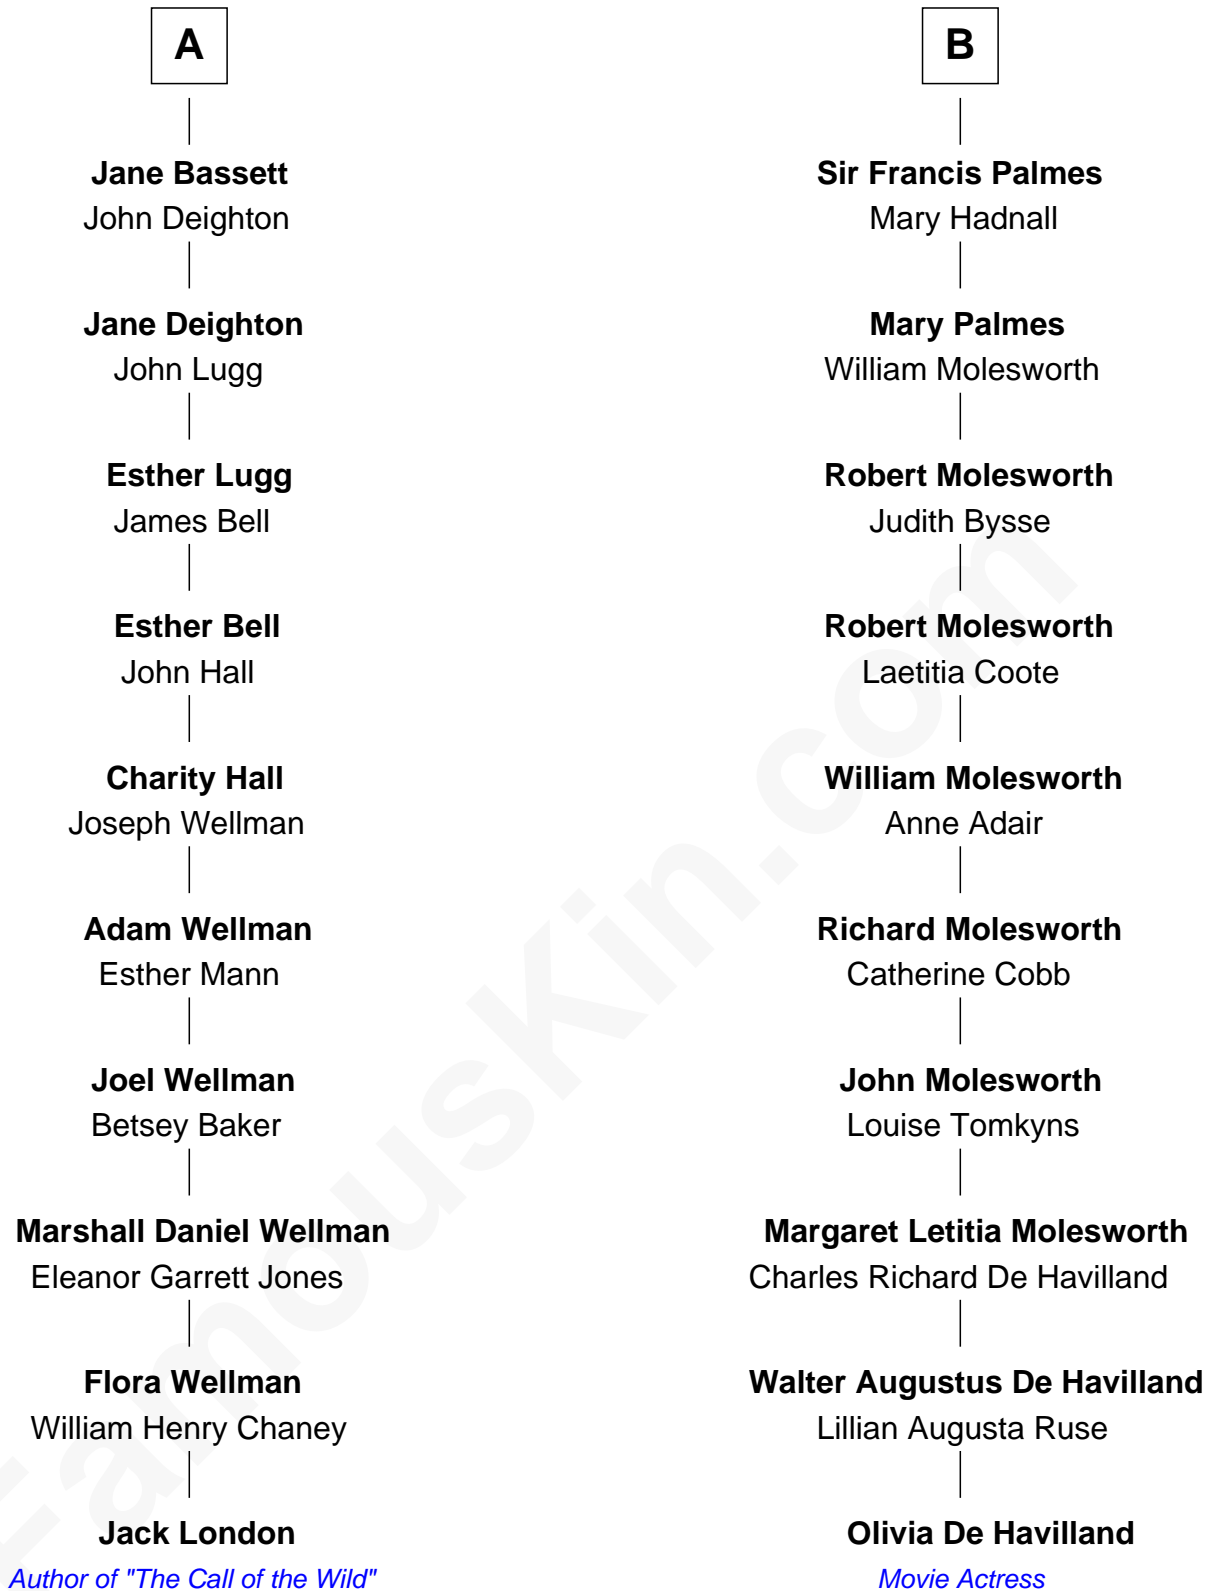 A
Jane Bassett
John Deighton
Jane Deighton
John Lugg
Esther Lugg
James Bell
Esther Bell
John Hall
Charity Hall
Joseph Wellman
Adam Wellman
Esther Mann
Joel Wellman
Betsey Baker
Marshall Daniel Wellman
Eleanor Garrett Jones
Flora Wellman
William Henry Chaney
Jack London
Author of "The Call of the Wild"
B
Sir Francis Palmes
Mary Hadnall
Mary Palmes
William Molesworth
Robert Molesworth
Judith Bysse
Robert Molesworth
Laetitia Coote
William Molesworth
Anne Adair
Richard Molesworth
Catherine Cobb
John Molesworth
Louise Tomkyns
Margaret Letitia Molesworth
Charles Richard De Havilland
Walter Augustus De Havilland
Lillian Augusta Ruse
Olivia De Havilland
Movie Actress
FamousKin.com